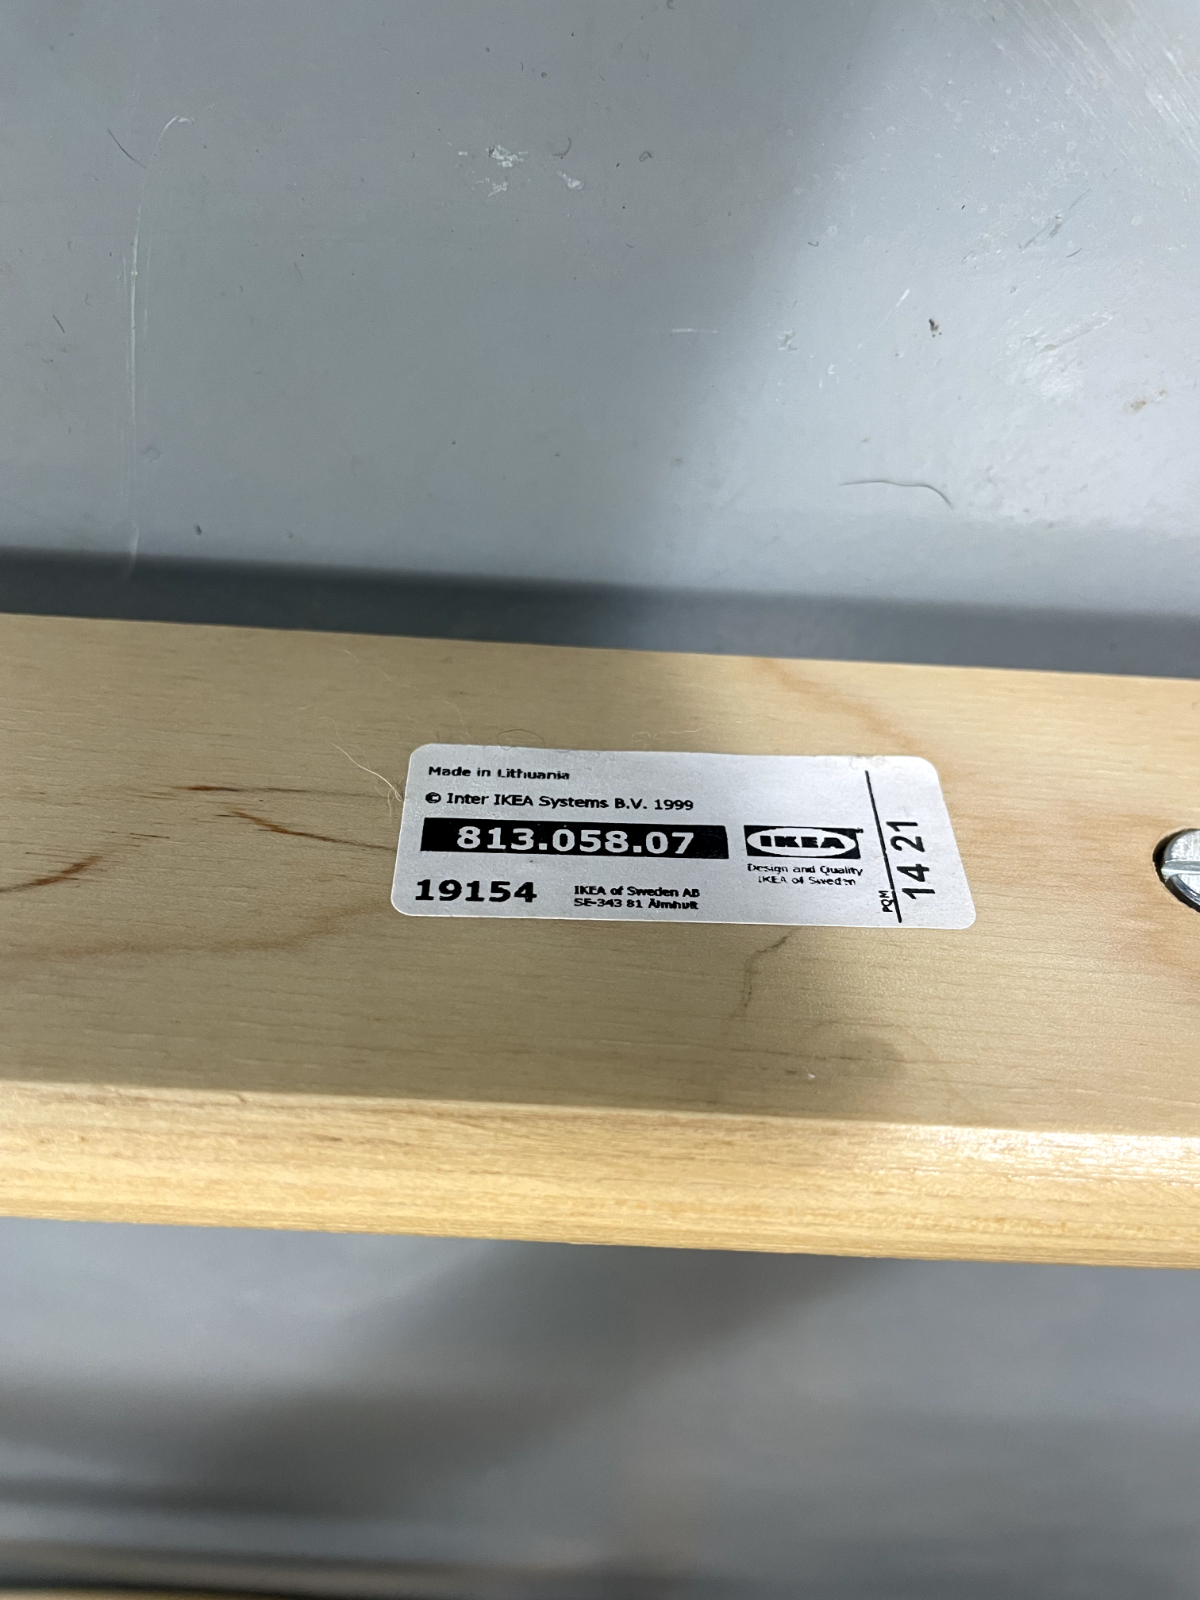 Made in Lithuania
© Inter IKEA Systems B.V. 1999
813.058.07
19154
IKEA of Sweden AB
SE-343 81 Älmhult
IKEA
Design and Quality
IKEA of Sweden
PQM
14 21